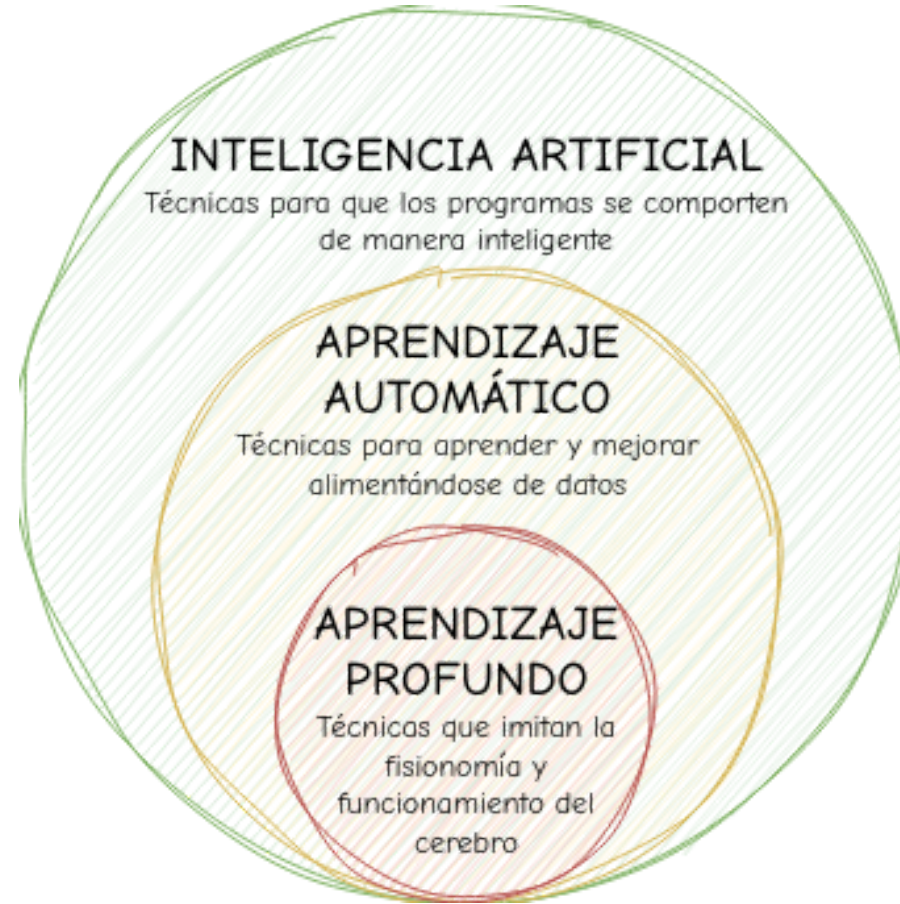 INTELIGENCIA ARTIFICIAL
Técnicas para que los programas se comporten
de manera inteligente
APRENDIZAJE
AUTOMÁTICO
Técnicas para aprender y mejorar
alimentándose de datos
APRENDIZAJE
PROFUNDO
Técnicas que imitan la
fisionomía y
funcionamiento del
cerebro